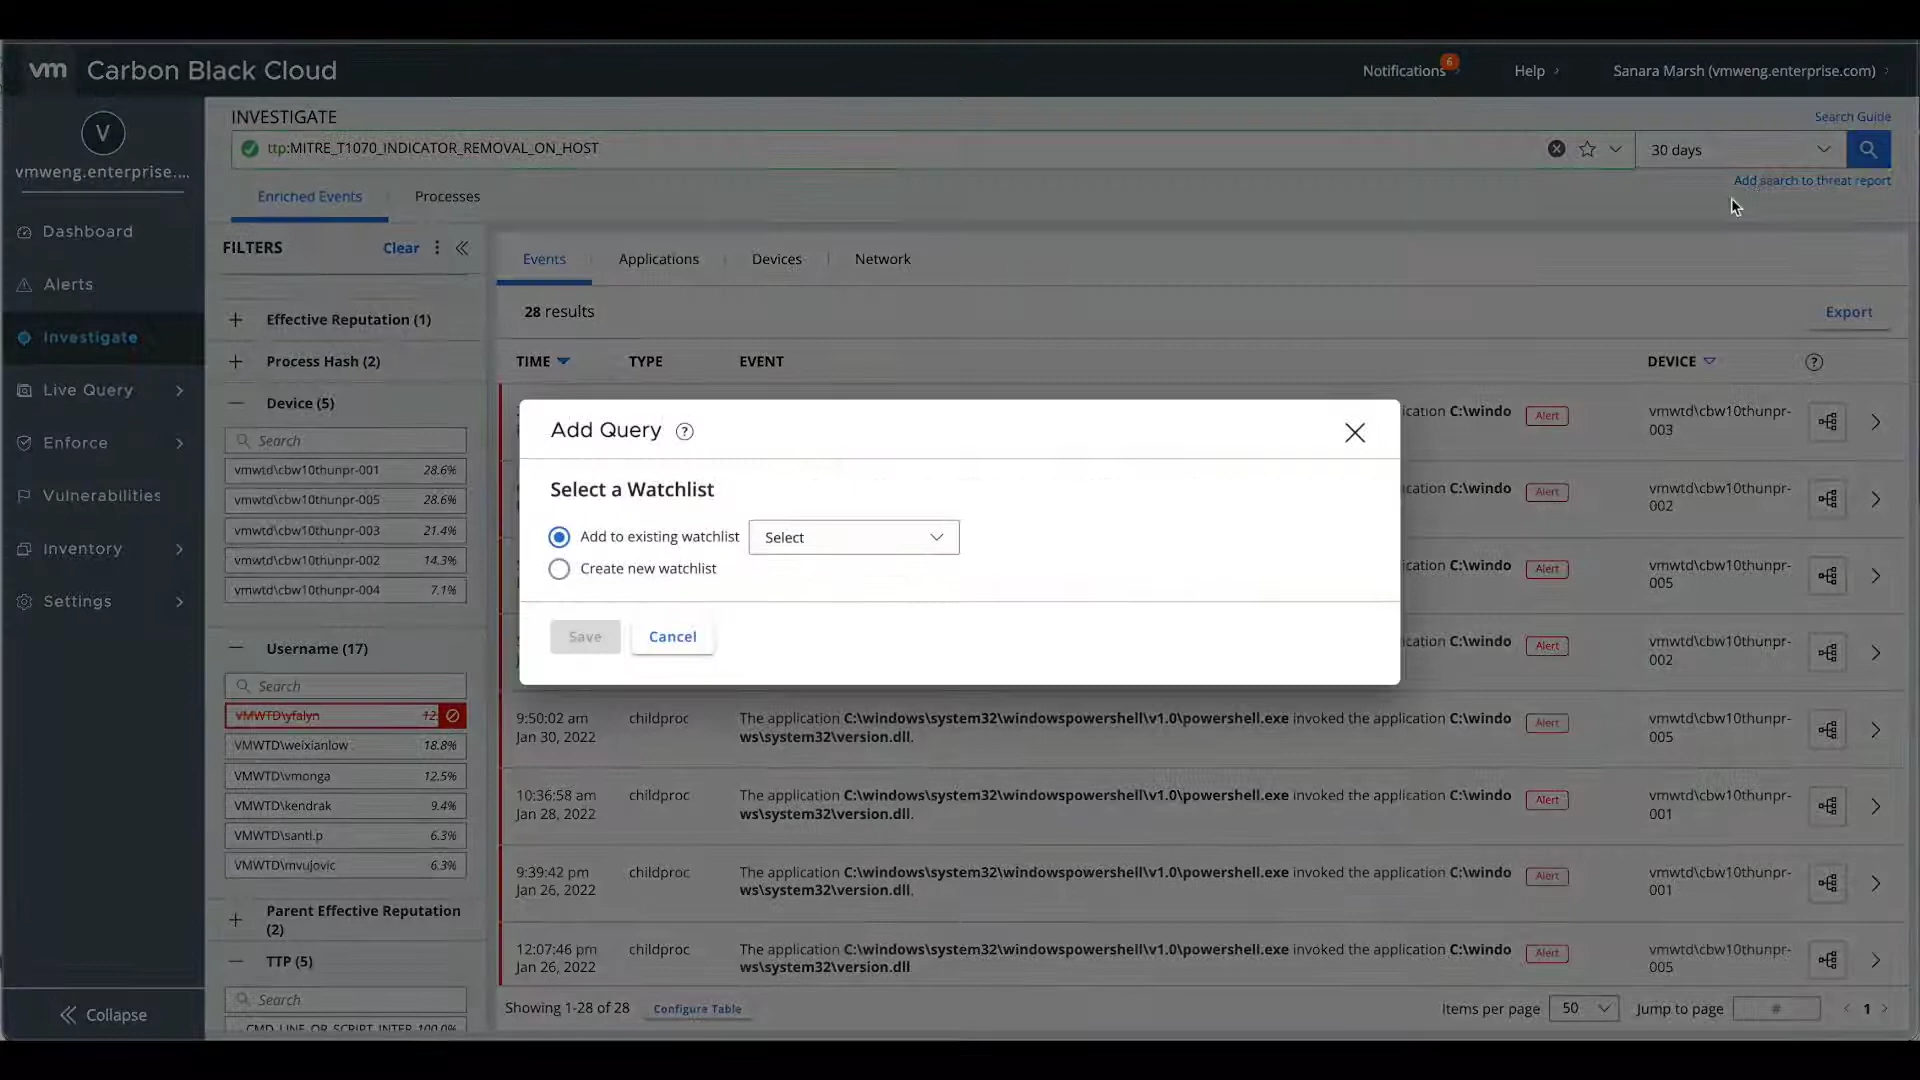 vm Carbon Black Cloud
Notifications 6
Help
Sanara Marsh (vmweng.enterprise.com)
V
vmweng.enterprise....
Dashboard
Alerts
Investigate
Live Query
Enforce
Vulnerabilities
Inventory
Settings
Collapse
INVESTIGATE
Search Guide
ttp:MITRE_T1070_INDICATOR_REMOVAL_ON_HOST
30 days
Add search to threat report
Enriched Events Processes
FILTERS Clear
Effective Reputation (1)
Process Hash (2)
Device (5)
Search
vmwtd\cbw10thunpr-001 28.6%
vmwtd\cbw10thunpr-005 28.6%
vmwtd\cbw10thunpr-003 21.4%
vmwtd\cbw10thunpr-002 14.3%
vmwtd\cbw10thunpr-004 7.1%
Username (17)
Search
VMWTD\yfalyn 12.
VMWTD\weixianlow 18.8%
VMWTD\vmonga 12.5%
VMWTD\kendrak 9.4%
VMWTD\santi.p 6.3%
VMWTD\mvujovic 6.3%
Parent Effective Reputation
(2)
TTP (5)
Search
CMD_LINE_OR_SCRIPT_INTER 100.0%
Events Applications Devices Network
28 results
Export
TIME TYPE EVENT DEVICE ?
ication C:\windo Alert vmwtd\cbw10thunpr-
003
ication C:\windo Alert vmwtd\cbw10thunpr-
002
ication C:\windo Alert vmwtd\cbw10thunpr-
005
ication C:\windo Alert vmwtd\cbw10thunpr-
002
Add Query ?
Select a Watchlist
Add to existing watchlist Select
Create new watchlist
Save Cancel
9:50:02 am childproc The application C:\windows\system32\windowspowershell\v1.0\powershell.exe invoked the application C:\windo Alert vmwtd\cbw10thunpr-
Jan 30, 2022 ws\system32\version.dll. 005
10:36:58 am childproc The application C:\windows\system32\windowspowershell\v1.0\powershell.exe invoked the application C:\windo Alert vmwtd\cbw10thunpr-
Jan 28, 2022 ws\system32\version.dll. 001
9:39:42 pm childproc The application C:\windows\system32\windowspowershell\v1.0\powershell.exe invoked the application C:\windo Alert vmwtd\cbw10thunpr-
Jan 26, 2022 ws\system32\version.dll. 001
12:07:46 pm childproc The application C:\windows\system32\windowspowershell\v1.0\powershell.exe invoked the application C:\windo Alert vmwtd\cbw10thunpr-
Jan 26, 2022 ws\system32\version.dll 005
Showing 1-28 of 28 Configure Table Items per page 50 Jump to page # 1